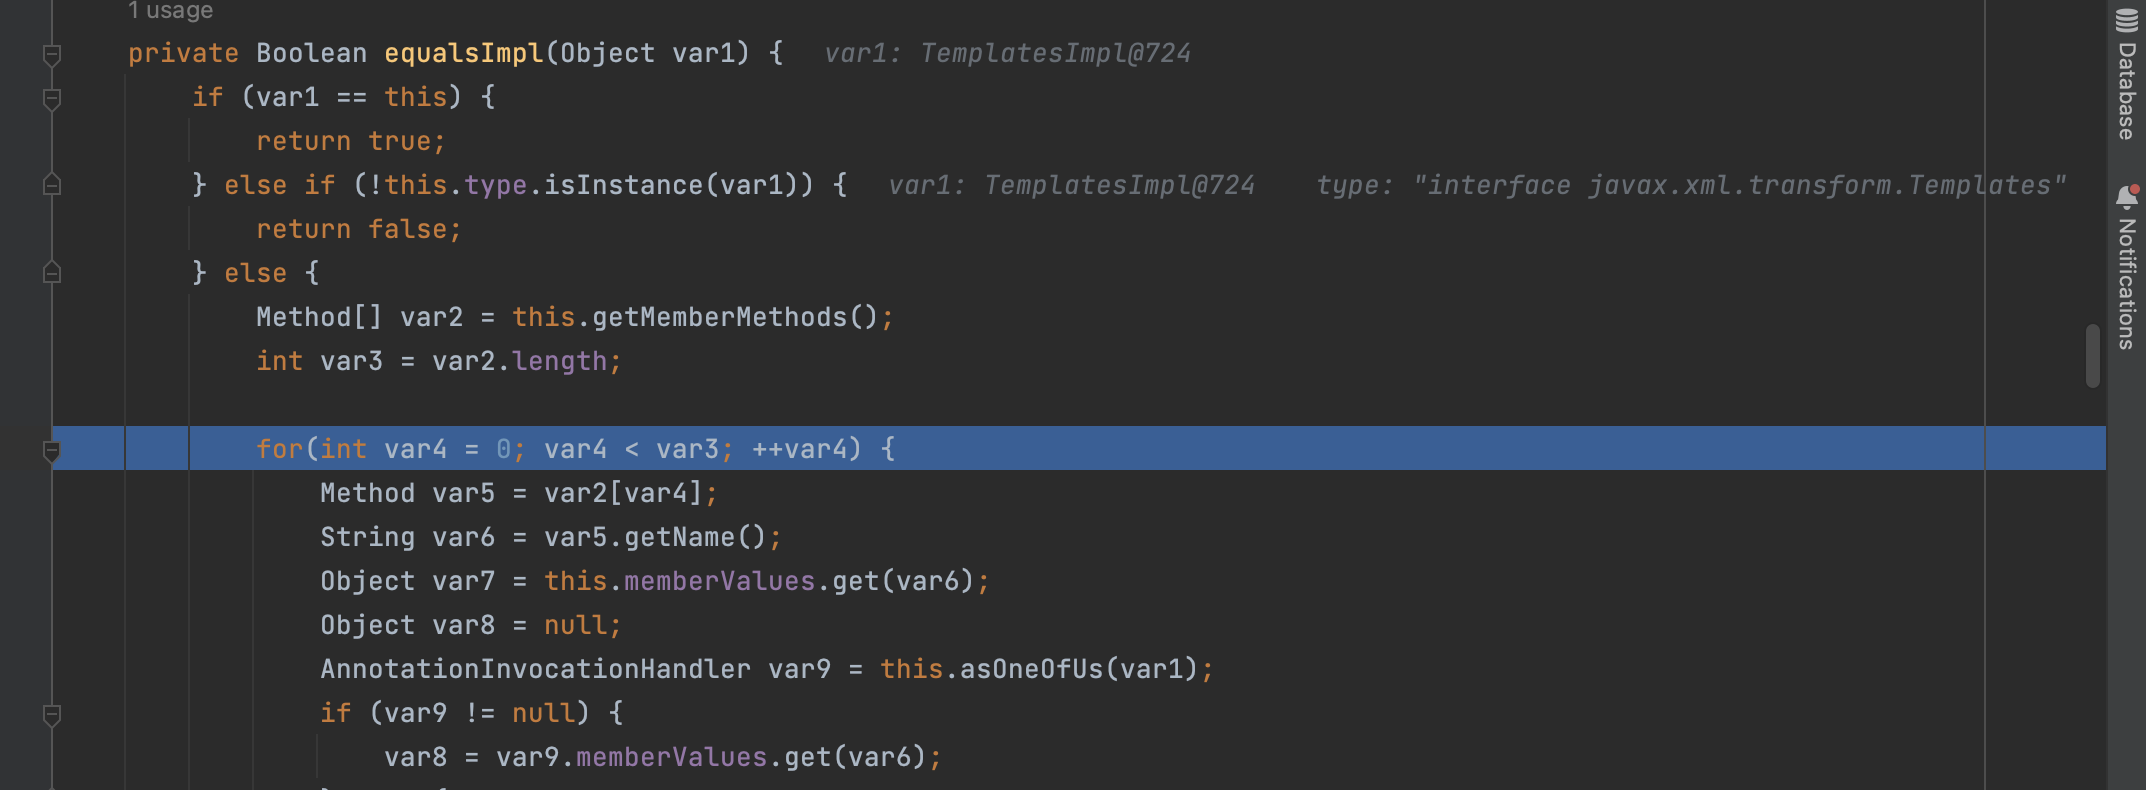 1 usage
private Boolean equalsImpl(Object var1) {   var1: TemplatesImpl@724
    if (var1 == this) {
        return true;
    } else if (!this.type.isInstance(var1)) {   var1: TemplatesImpl@724    type: "interface javax.xml.transform.Templates"
        return false;
    } else {
        Method[] var2 = this.getMemberMethods();
        int var3 = var2.length;

        for(int var4 = 0; var4 < var3; ++var4) {
            Method var5 = var2[var4];
            String var6 = var5.getName();
            Object var7 = this.memberValues.get(var6);
            Object var8 = null;
            AnnotationInvocationHandler var9 = this.asOneOfUs(var1);
            if (var9 != null) {
                var8 = var9.memberValues.get(var6);
Database
Notifications